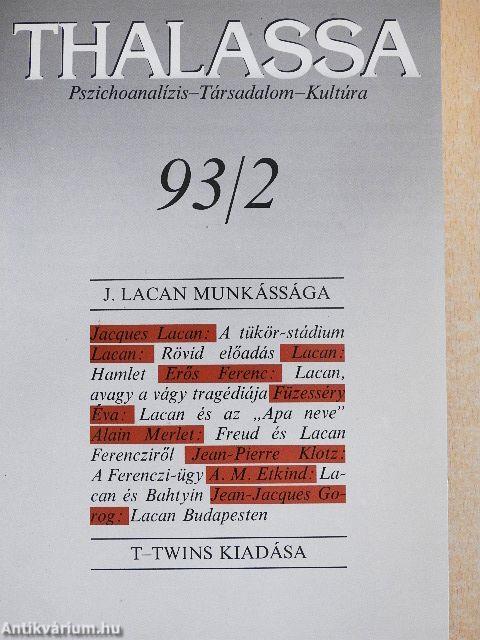 THALASSA
Pszichoanalízis–Társadalom–Kultúra
93/2
J. LACAN MUNKÁSSÁGA
Jacques Lacan: A tükör-stádium
Lacan: Rövid előadás Lacan:
Hamlet Erős Ferenc: Lacan,
avagy a vágy tragédiája Füzesséry
Éva: Lacan és az „Apa neve”
Alain Merlet: Freud és Lacan
Ferencziről Jean-Pierre Klotz:
A Ferenczi-ügy A. M. Etkind: La-
can és Bahtyin Jean-Jacques Go-
rog: Lacan Budapesten
T–TWINS KIADÁSA
Antikvárium.hu